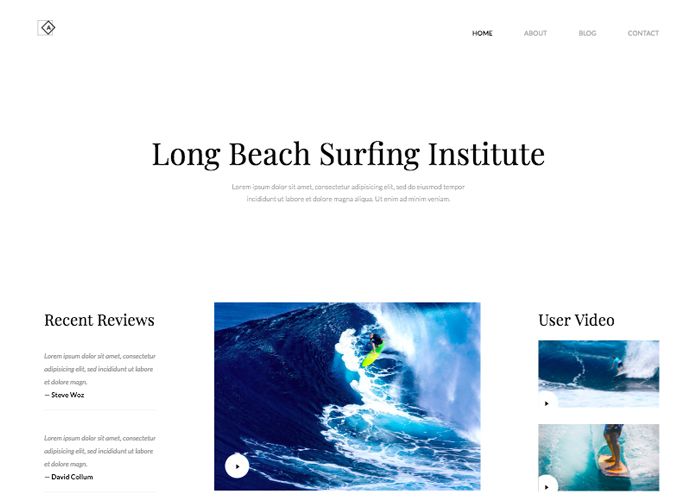 A
HOME
ABOUT
BLOG
CONTACT
Long Beach Surfing Institute
Lorem ipsum dolor sit amet, consectetur adipisicing elit, sed do eiusmod tempor
incididunt ut labore et dolore magna aliqua. Ut enim ad minim veniam.
Recent Reviews
Lorem ipsum dolor sit amet, consectetur
adipisicing elit, sed incididunt ut labore
et dolore magn.
— Steve Woz
Lorem ipsum dolor sit amet, consectetur
adipisicing elit, sed incididunt ut labore
et dolore magn.
— David Collum
User Video